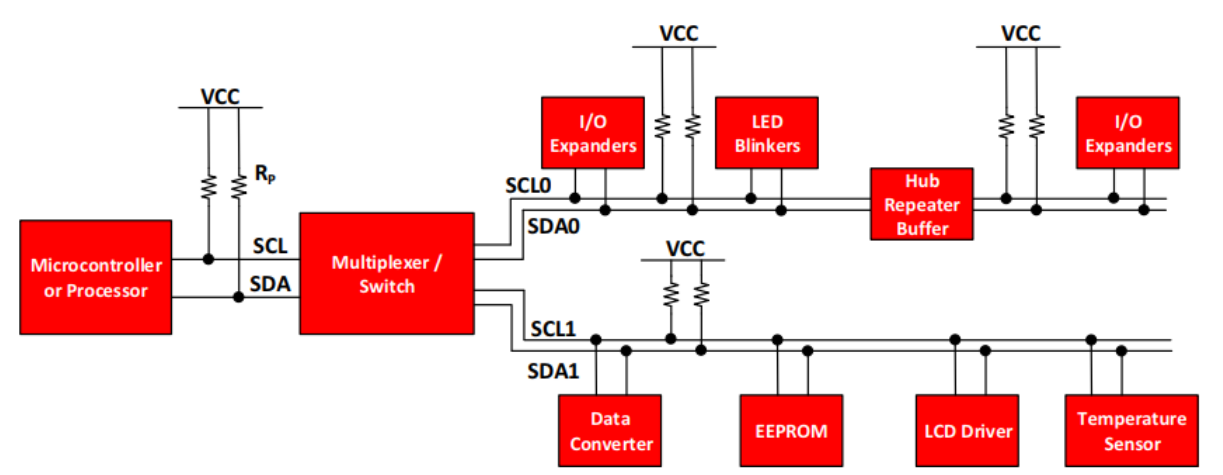 VCC
VCC
VCC
I/O
Expanders
LED
Blinkers
I/O
Expanders
R_P
SCL0
SDA0
Hub
Repeater
Buffer
Microcontroller
or Processor
SCL
SDA
Multiplexer /
Switch
VCC
SCL1
SDA1
Data
Converter
EEPROM
LCD Driver
Temperature
Sensor